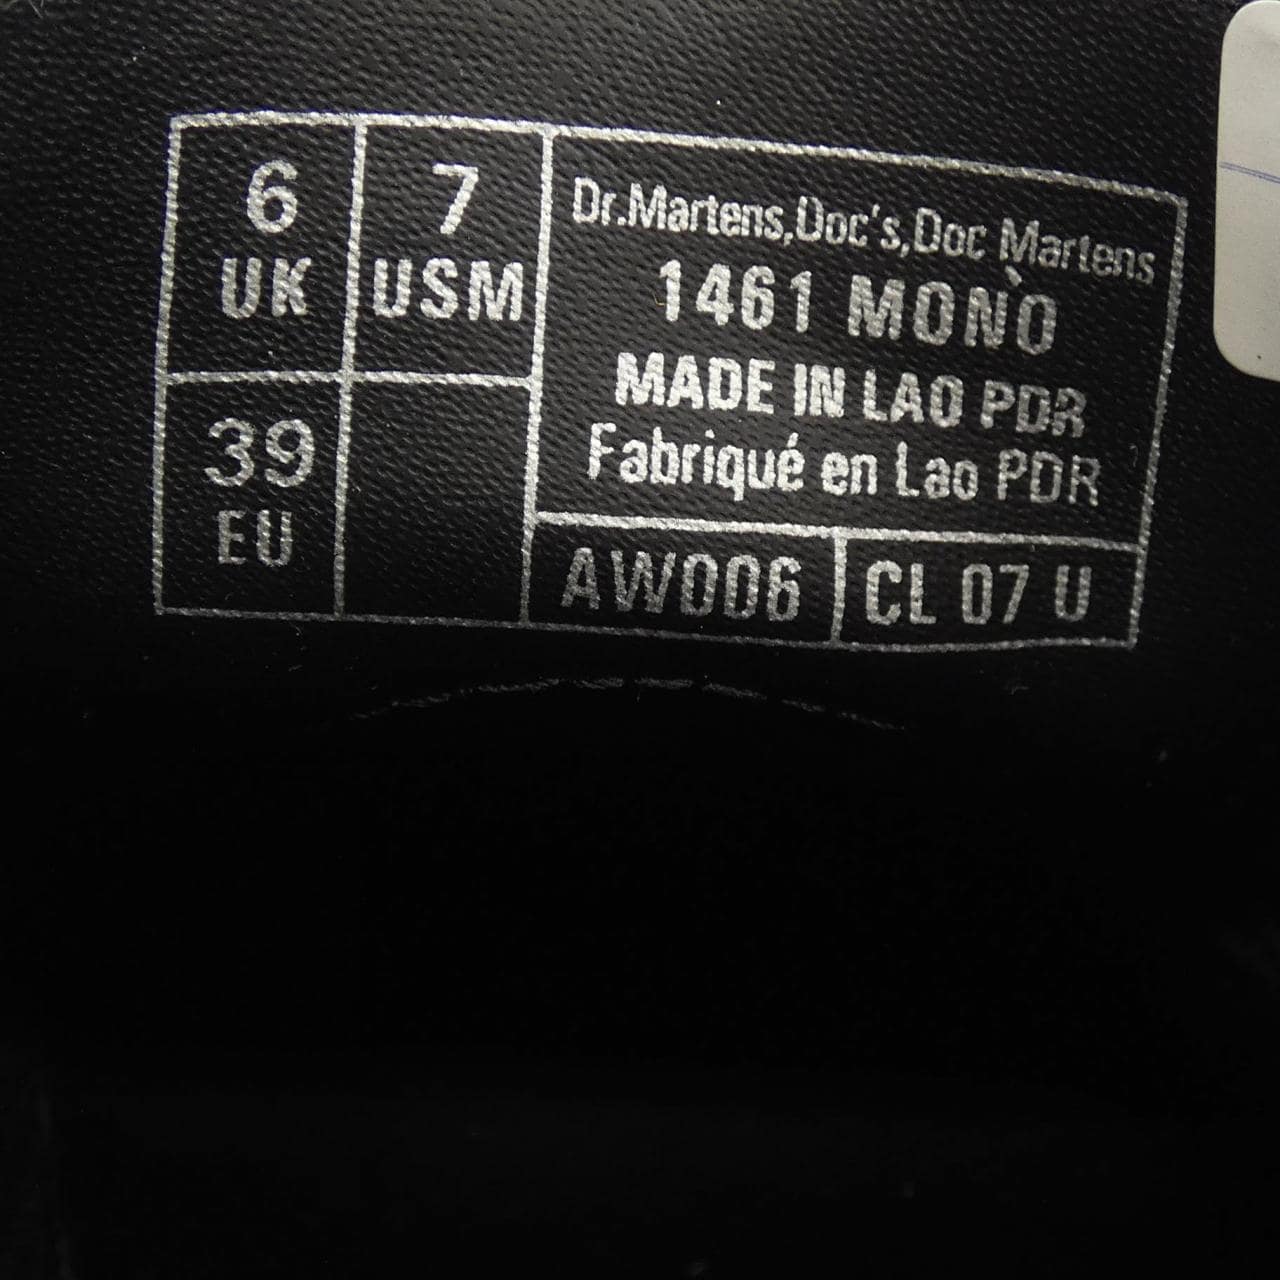 6 UK
7 USM
39 EU
Dr.Martens,Doc's,Doc Martens
1461 MONO
MADE IN LAO PDR
Fabriqué en Lao PDR
AW006
CL 07 U